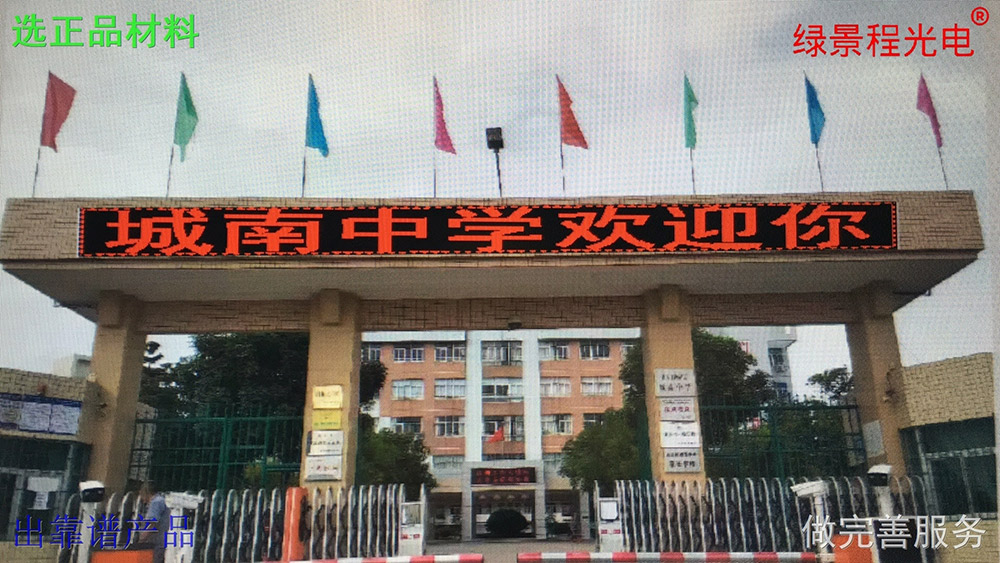 选正品材料
绿景程光电®
城南中学欢迎你
出靠谱产品
做完善服务